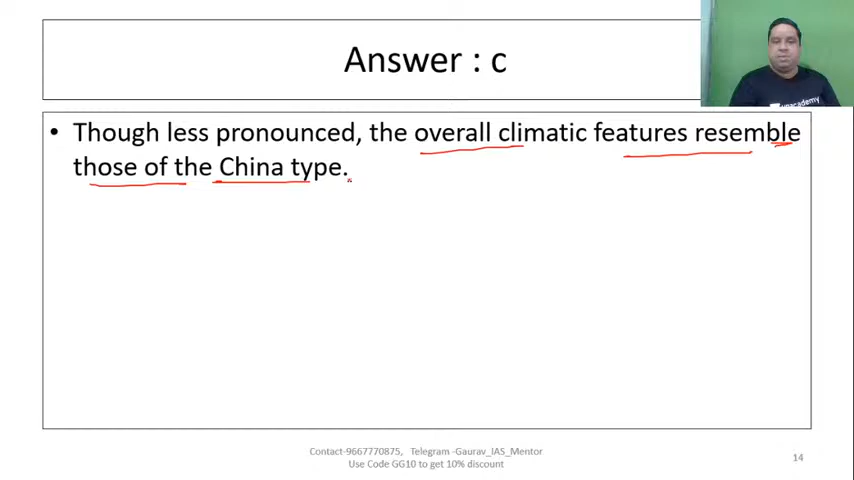 Answer : c
• Though less pronounced, the overall climatic features resemble
those of the China type.
unacademy
Contact-9667770875, Telegram -Gaurav_IAS_Mentor
Use Code GG10 to get 10% discount
14